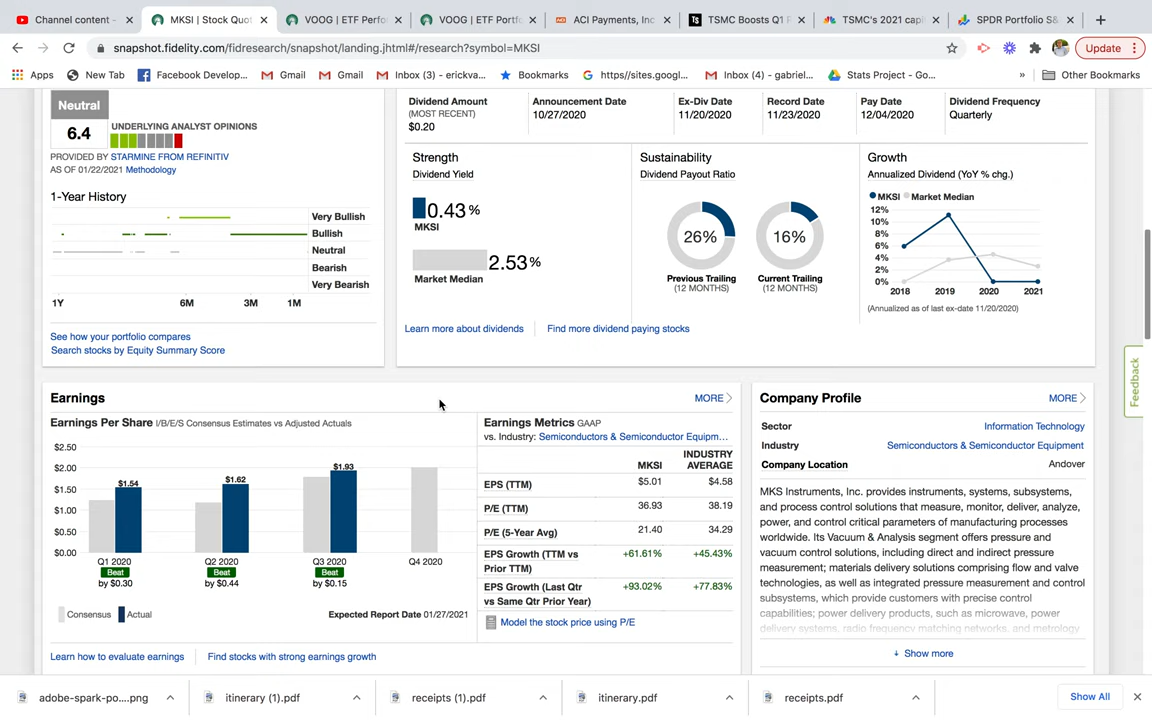 Channel content -
MKSI | Stock Quot
VOOG | ETF Perfor
VOOG | ETF Portfo
ACI Payments, Inc
TSMC Boosts Q1 P
TSMC's 2021 capi
SPDR Portfolio S&
snapshot.fidelity.com/fidresearch/snapshot/landing.jhtml#/research?symbol=MKSI
Update
Apps
New Tab
Facebook Develop...
Gmail
Gmail
Inbox (3) - erickva...
Bookmarks
https//sites.googl...
Inbox (4) - gabriel...
Stats Project - Go...
»
Other Bookmarks
Neutral
6.4
UNDERLYING ANALYST OPINIONS
PROVIDED BY STARMINE FROM REFINITIV
AS OF 01/22/2021 Methodology
1-Year History
Very Bullish
Bullish
Neutral
Bearish
Very Bearish
1Y 6M 3M 1M
See how your portfolio compares
Search stocks by Equity Summary Score
Dividend Amount
(MOST RECENT)
$0.20
Announcement Date
10/27/2020
Ex-Div Date
11/20/2020
Record Date
11/23/2020
Pay Date
12/04/2020
Dividend Frequency
Quarterly
Strength
Dividend Yield
0.43%
MKSI
2.53%
Market Median
Sustainability
Dividend Payout Ratio
26%
Previous Trailing
(12 MONTHS)
16%
Current Trailing
(12 MONTHS)
Growth
Annualized Dividend (YoY % chg.)
MKSI Market Median
12%
10%
8%
6%
4%
2%
0%
2018 2019 2020 2021
(Annualized as of last ex-date 11/20/2020)
Learn more about dividends
Find more dividend paying stocks
Feedback
Earnings
MORE
Earnings Per Share I/B/E/S Consensus Estimates vs Adjusted Actuals
$2.50
$2.00
$1.50
$1.00
$0.50
$0.00
$1.54
$1.62
$1.93
Q1 2020 Q2 2020 Q3 2020 Q4 2020
Beat Beat Beat
by $0.30 by $0.44 by $0.15
Consensus Actual
Expected Report Date 01/27/2021
Learn how to evaluate earnings
Find stocks with strong earnings growth
Earnings Metrics GAAP
vs. Industry: Semiconductors & Semiconductor Equipm...
MKSI INDUSTRY AVERAGE
EPS (TTM) $5.01 $4.58
P/E (TTM) 36.93 38.19
P/E (5-Year Avg) 21.40 34.29
EPS Growth (TTM vs +61.61% +45.43%
Prior TTM)
EPS Growth (Last Qtr +93.02% +77.83%
vs Same Qtr Prior Year)
Model the stock price using P/E
Company Profile
MORE
Sector Information Technology
Industry Semiconductors & Semiconductor Equipment
Company Location Andover
MKS Instruments, Inc. provides instruments, systems, subsystems,
and process control solutions that measure, monitor, deliver, analyze,
power, and control critical parameters of manufacturing processes
worldwide. Its Vacuum & Analysis segment offers pressure and
vacuum control solutions, including direct and indirect pressure
measurement; materials delivery solutions comprising flow and valve
technologies, as well as integrated pressure measurement and control
subsystems, which provide customers with precise control
capabilities; power delivery products, such as microwave, power
delivery systems, radio frequency matching networks, and metrology
Show more
adobe-spark-po....png
itinerary (1).pdf
receipts (1).pdf
itinerary.pdf
receipts.pdf
Show All